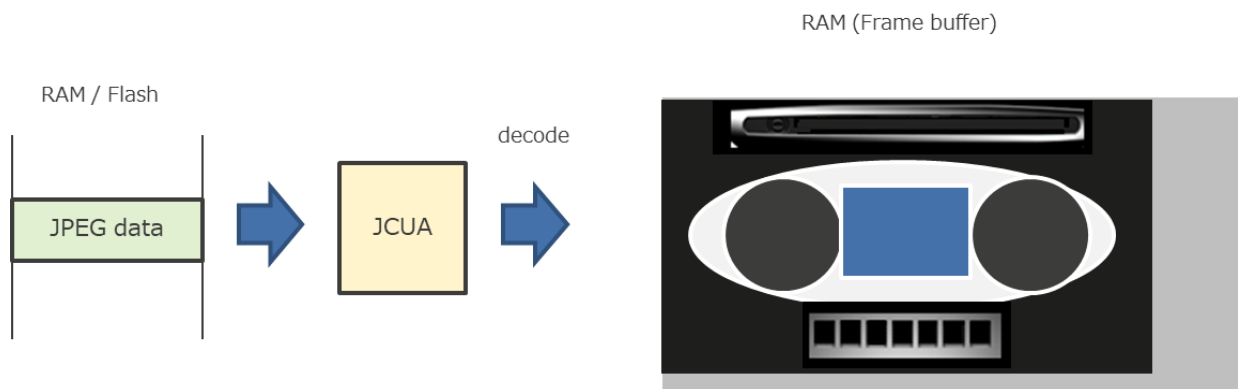 RAM (Frame buffer)
RAM / Flash
decode
JPEG data
JCUA